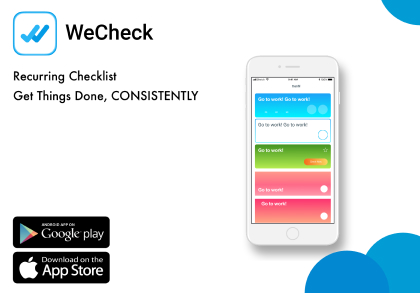 WeCheck
Recurring Checklist
Get Things Done, CONSISTENTLY
Go to work! Go to work!
Go to work! Go to work!
Go to work!
Go to work!
Go to work!
ANDROID APP ON
Google play
Download on the
App Store